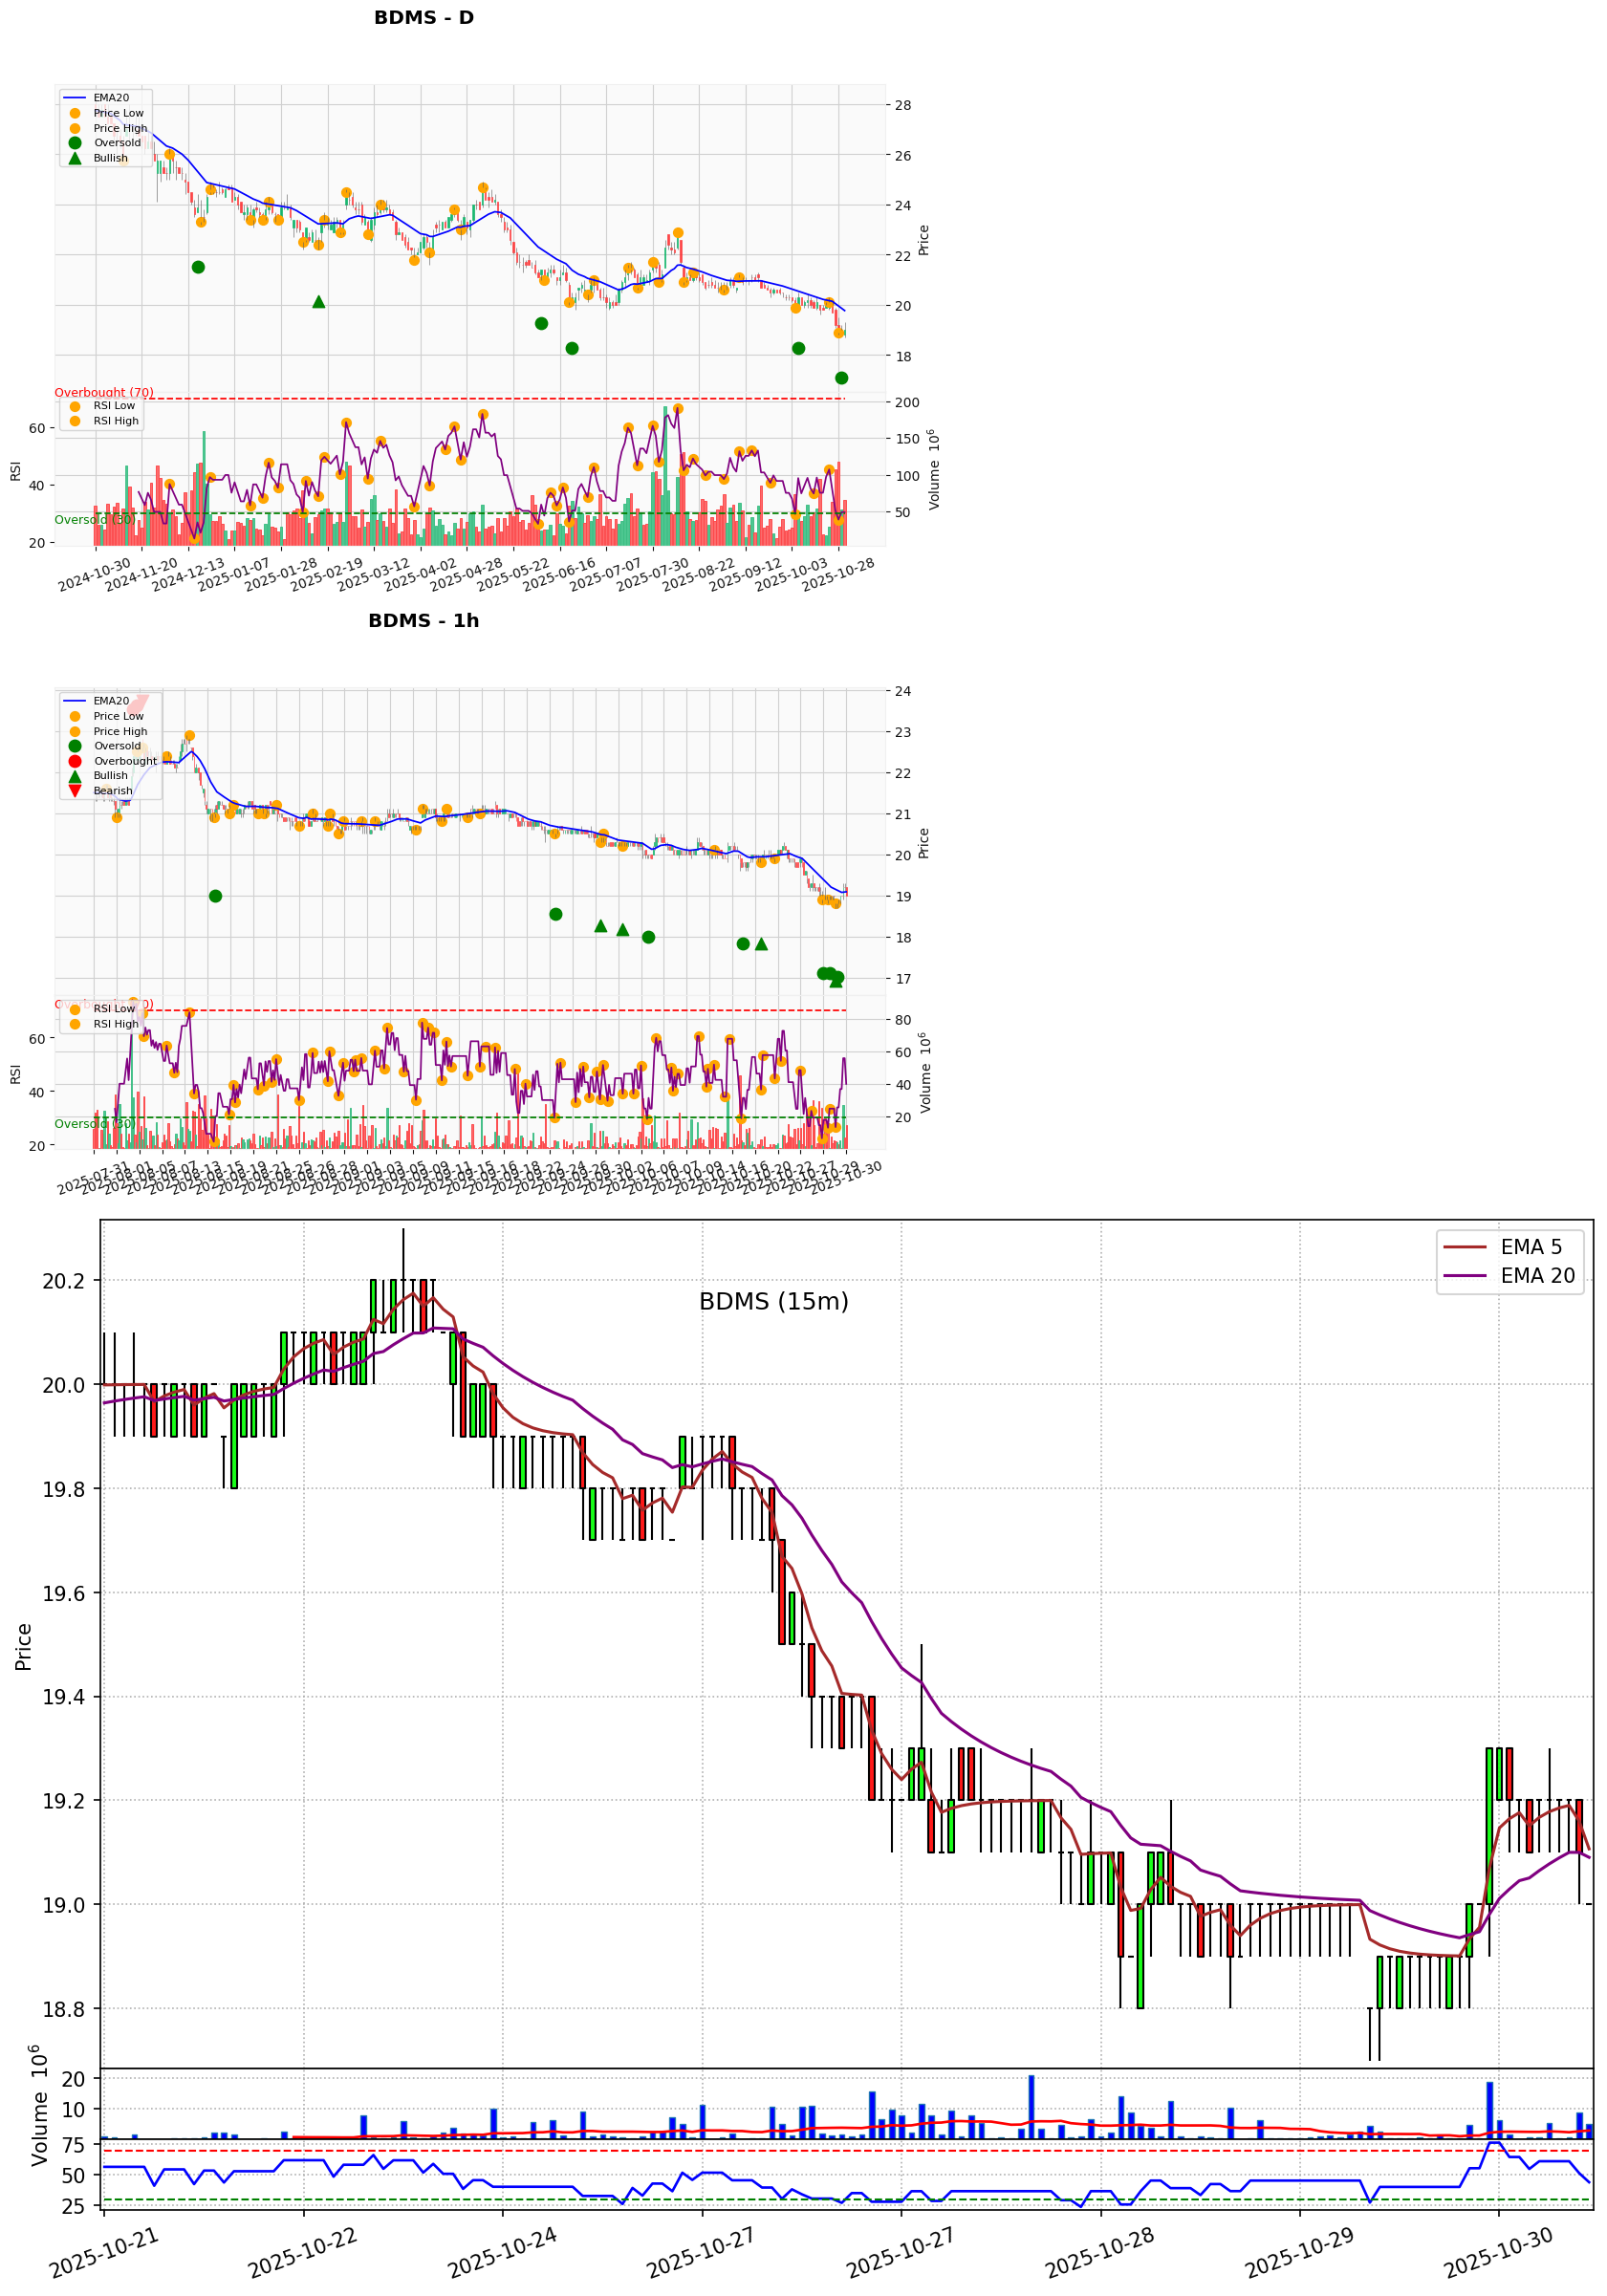 BDMS - D
EMA20
Price Low
Price High
Oversold
Bullish
28
26
24
22
20
18
Price
Overbought (70)
RSI Low
RSI High
60
40
20
RSI
Oversold (30)
200
150
100
50
Volume 10^6
2024-10-30
2024-11-20
2024-12-13
2025-01-07
2025-01-28
2025-02-19
2025-03-12
2025-04-02
2025-04-28
2025-05-22
2025-06-16
2025-07-07
2025-07-30
2025-08-22
2025-09-12
2025-10-03
2025-10-28
BDMS - 1h
EMA20
Price Low
Price High
Oversold
Overbought
Bullish
Bearish
24
23
22
21
20
19
18
17
Price
RSI Low
RSI High
60
40
20
RSI
Oversold (30)
80
60
40
20
Volume 10^6
2025-07-31
2025-10-30
BDMS (15m)
EMA 5
EMA 20
20.2
20.0
19.8
19.6
19.4
19.2
19.0
18.8
Price
20
10
Volume 10^6
75
50
25
2025-10-21
2025-10-22
2025-10-24
2025-10-27
2025-10-27
2025-10-28
2025-10-29
2025-10-30